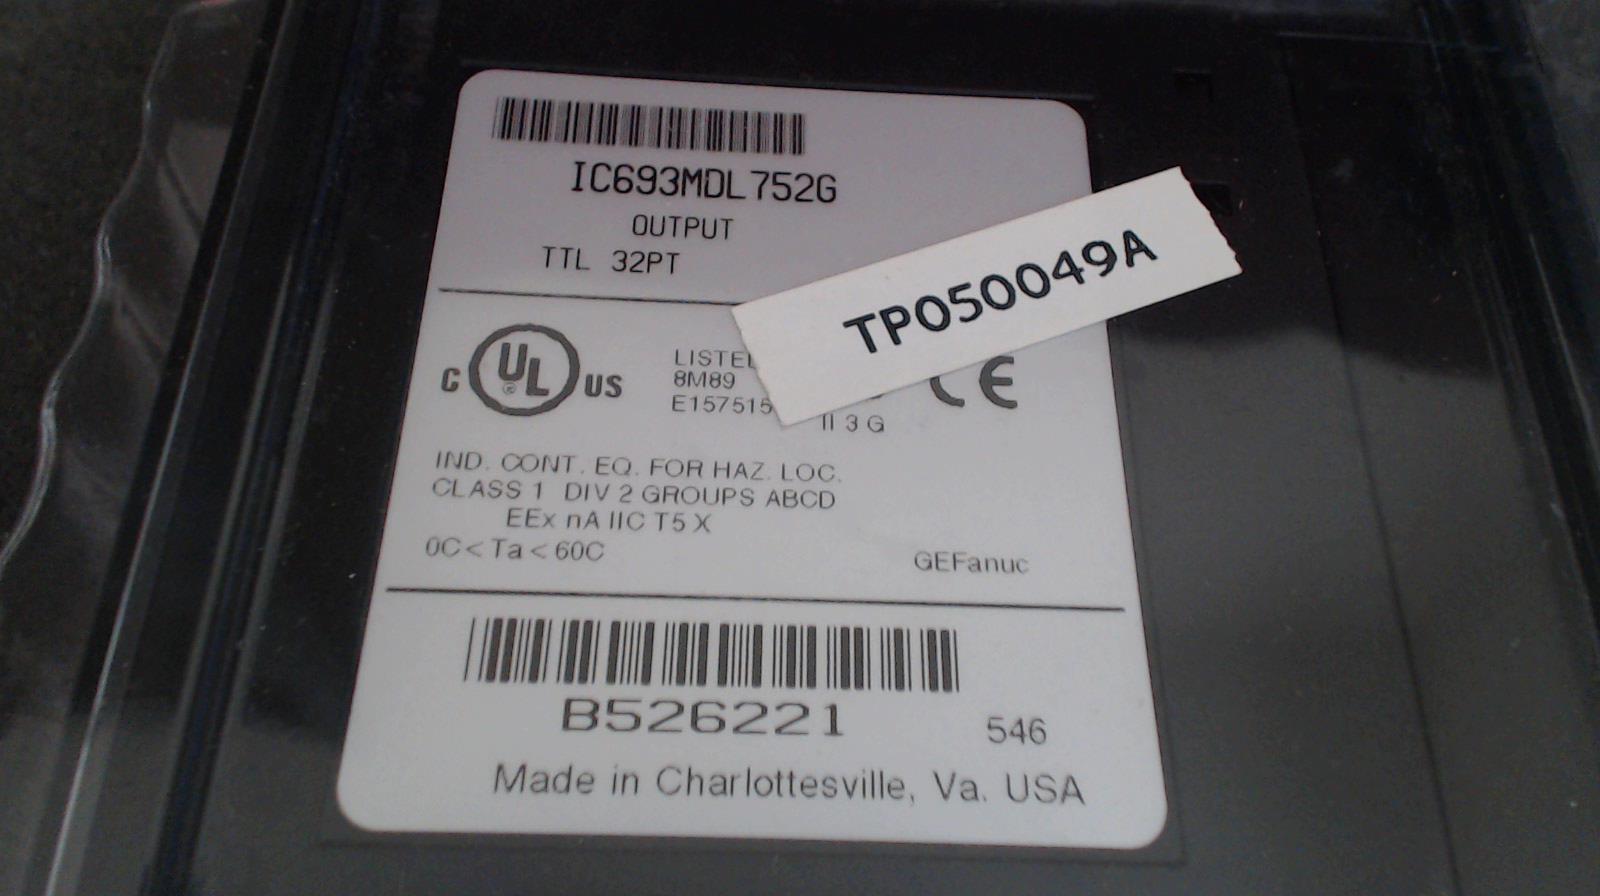 IC693MDL752G
OUTPUT
TTL 32PT
TP050049A
C UL ® US
8M89
E157515
II 3 G
CE
IND. CONT. EQ. FOR HAZ. LOC.
CLASS 1 DIV 2 GROUPS ABCD
EEx nA IIC T5 X
0C < Ta < 60C
GEFanuc
B526221
546
Made in Charlottesville, Va. USA